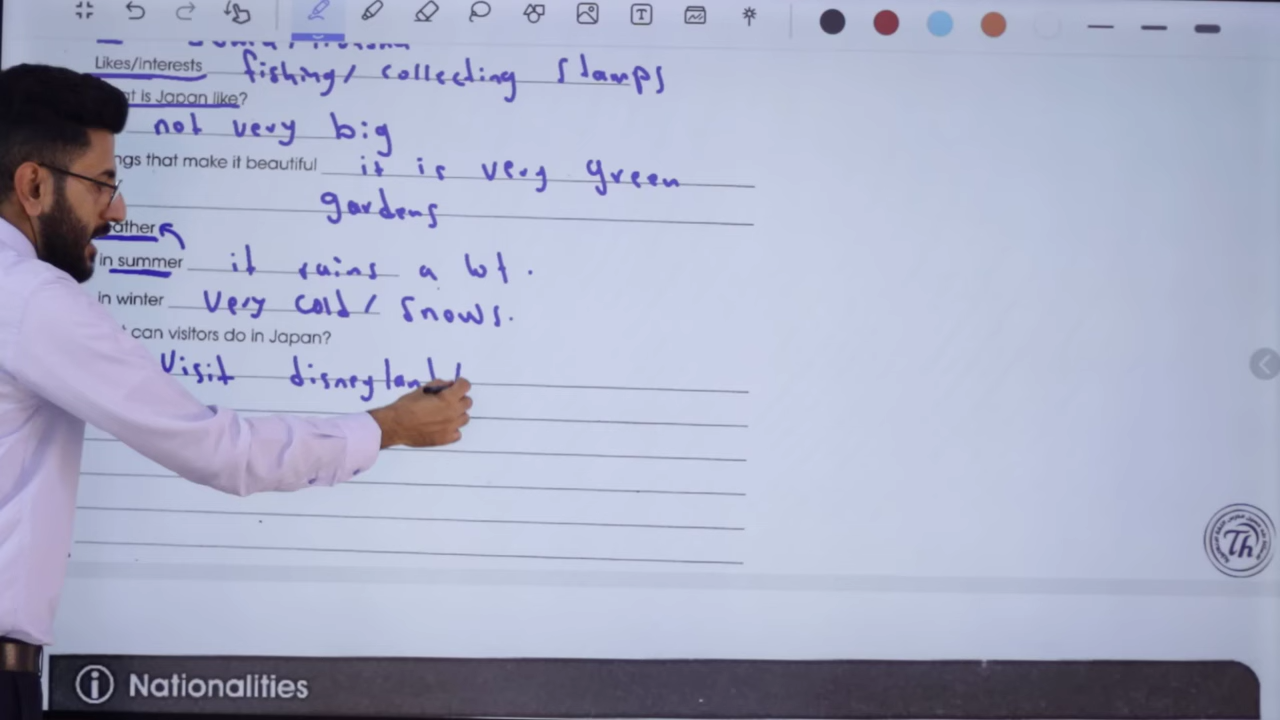 Likes/interests fishing/ collecting stamps
t is Japan like?
not very big
ngs that make it beautiful it is very green
gardens
ather
in summer it rains a lot.
in winter very cold/ snows.
can visitors do in Japan?
Visit disneyland/
Th
i Nationalities